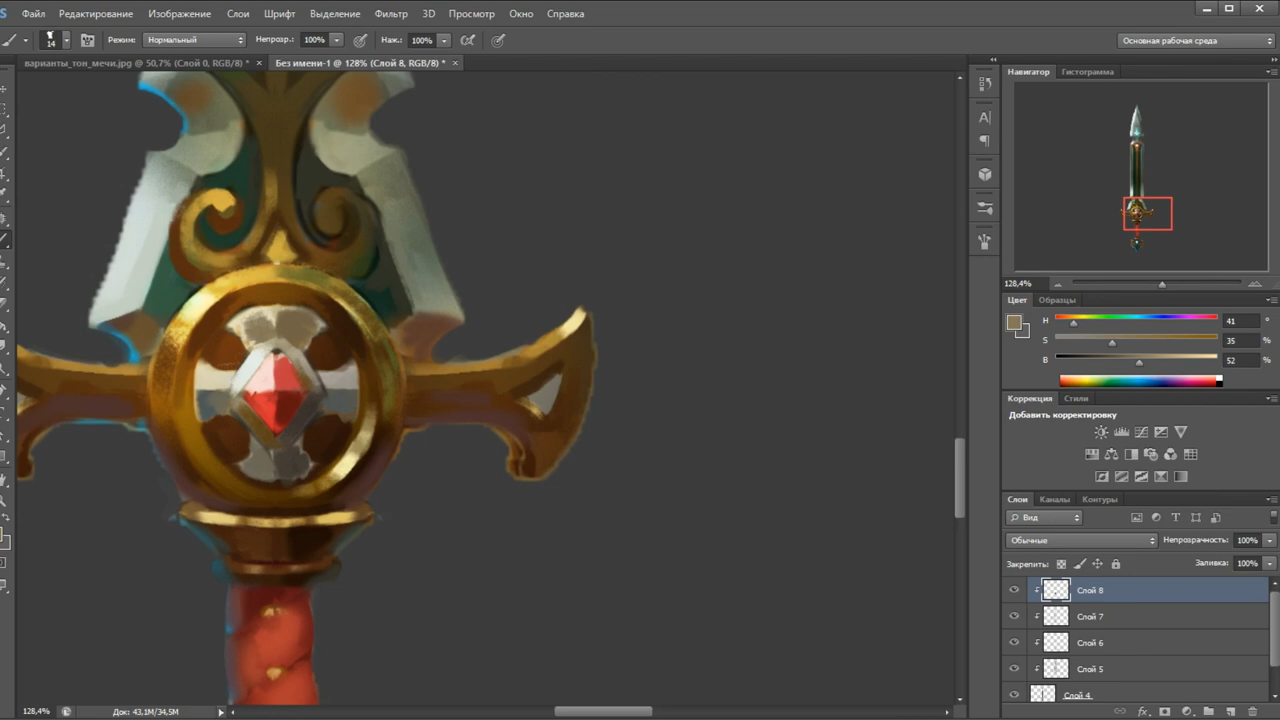 Файл Редактирование Изображение Слои Шрифт Выделение Фильтр 3D Просмотр Окно Справка
14 Режим: Нормальный Непрозр.: 100% Наж.: 100% Основная рабочая среда
варианты_тон_мечи.jpg @ 50,7% (Слой 0, RGB/8) * × Без имени-1 @ 128% (Слой 8, RGB/8) * ×
Навигатор Гистограмма
128,4%
Цвет Образцы
H 41 °
S 35 %
B 52 %
Коррекция Стили
Добавить корректировку
Слои Каналы Контуры
Вид
Обычные Непрозрачность: 100%
Закрепить: Заливка: 100%
Слой 8
Слой 7
Слой 6
Слой 5
Слой 4
128,4% Док: 43,1M/34,5M